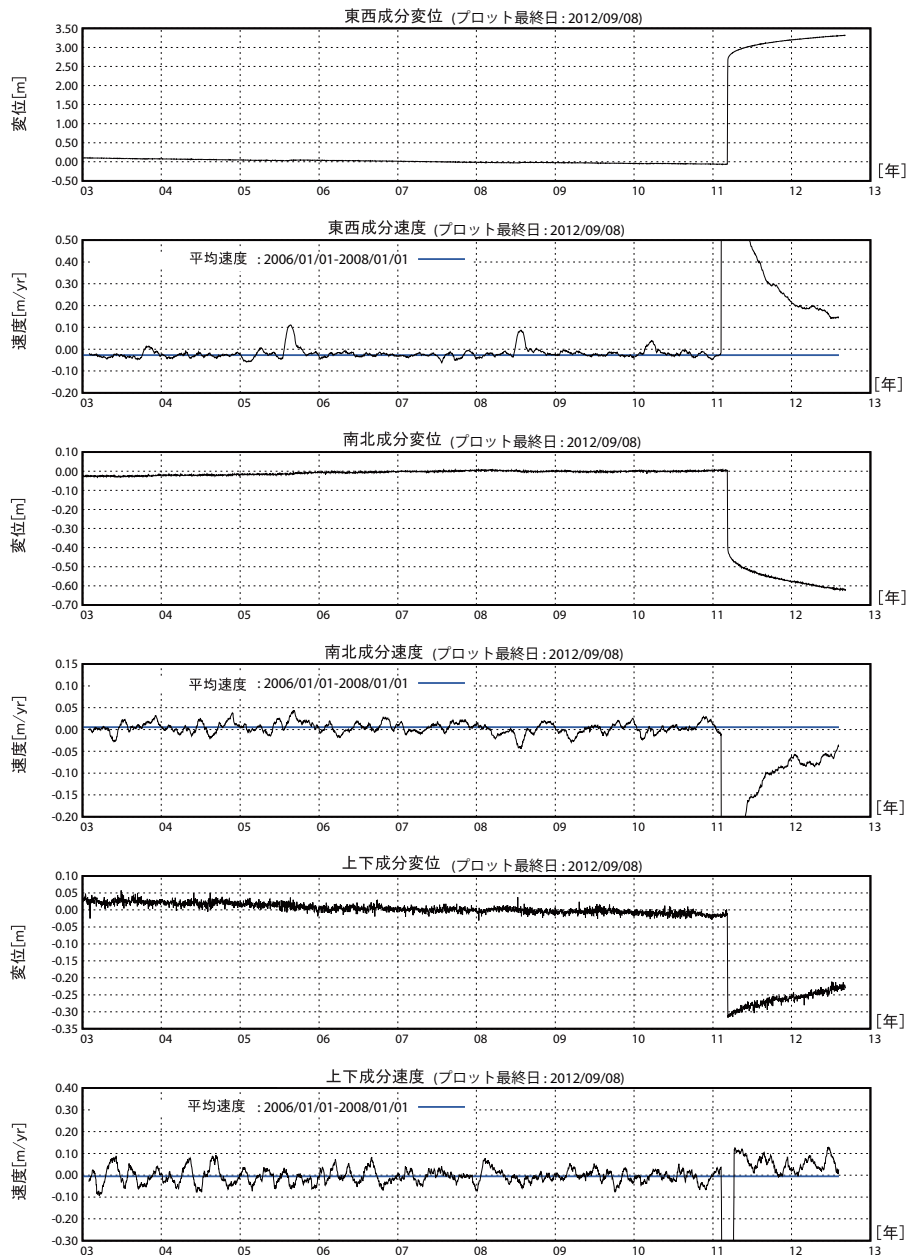 東西成分変位 (プロット最終日 : 2012/09/08)
3.50
3.00
2.50
2.00
1.50
1.00
0.50
0.00
-0.50
変位[m]
03 04 05 06 07 08 09 10 11 12 13
[年]
東西成分速度 (プロット最終日 : 2012/09/08)
平均速度 : 2006/01/01-2008/01/01
0.50
0.40
0.30
0.20
0.10
0.00
-0.10
-0.20
速度[m/yr]
03 04 05 06 07 08 09 10 11 12 13
[年]
南北成分変位 (プロット最終日 : 2012/09/08)
0.10
0.00
-0.10
-0.20
-0.30
-0.40
-0.50
-0.60
-0.70
変位[m]
03 04 05 06 07 08 09 10 11 12 13
[年]
南北成分速度 (プロット最終日 : 2012/09/08)
平均速度 : 2006/01/01-2008/01/01
0.15
0.10
0.05
0.00
-0.05
-0.10
-0.15
-0.20
速度[m/yr]
03 04 05 06 07 08 09 10 11 12 13
[年]
上下成分変位 (プロット最終日 : 2012/09/08)
0.10
0.05
0.00
-0.05
-0.10
-0.15
-0.20
-0.25
-0.30
-0.35
変位[m]
03 04 05 06 07 08 09 10 11 12 13
[年]
上下成分速度 (プロット最終日 : 2012/09/08)
平均速度 : 2006/01/01-2008/01/01
0.40
0.30
0.20
0.10
0.00
-0.10
-0.20
-0.30
速度[m/yr]
03 04 05 06 07 08 09 10 11 12 13
[年]